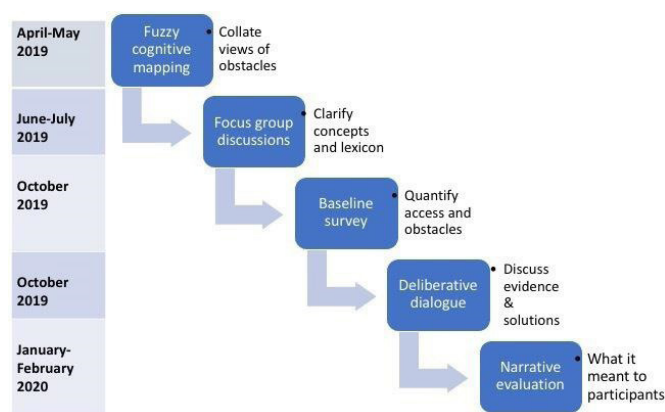 April-May
2019
Fuzzy
cognitive
mapping
• Collate
views of
obstacles
June-July
2019
Focus group
discussions
• Clarify
concepts
and lexicon
October
2019
Baseline
survey
• Quantify
access and
obstacles
October
2019
Deliberative
dialogue
• Discuss
evidence
&
solutions
January-
February
2020
Narrative
evaluation
• What it
meant to
participants